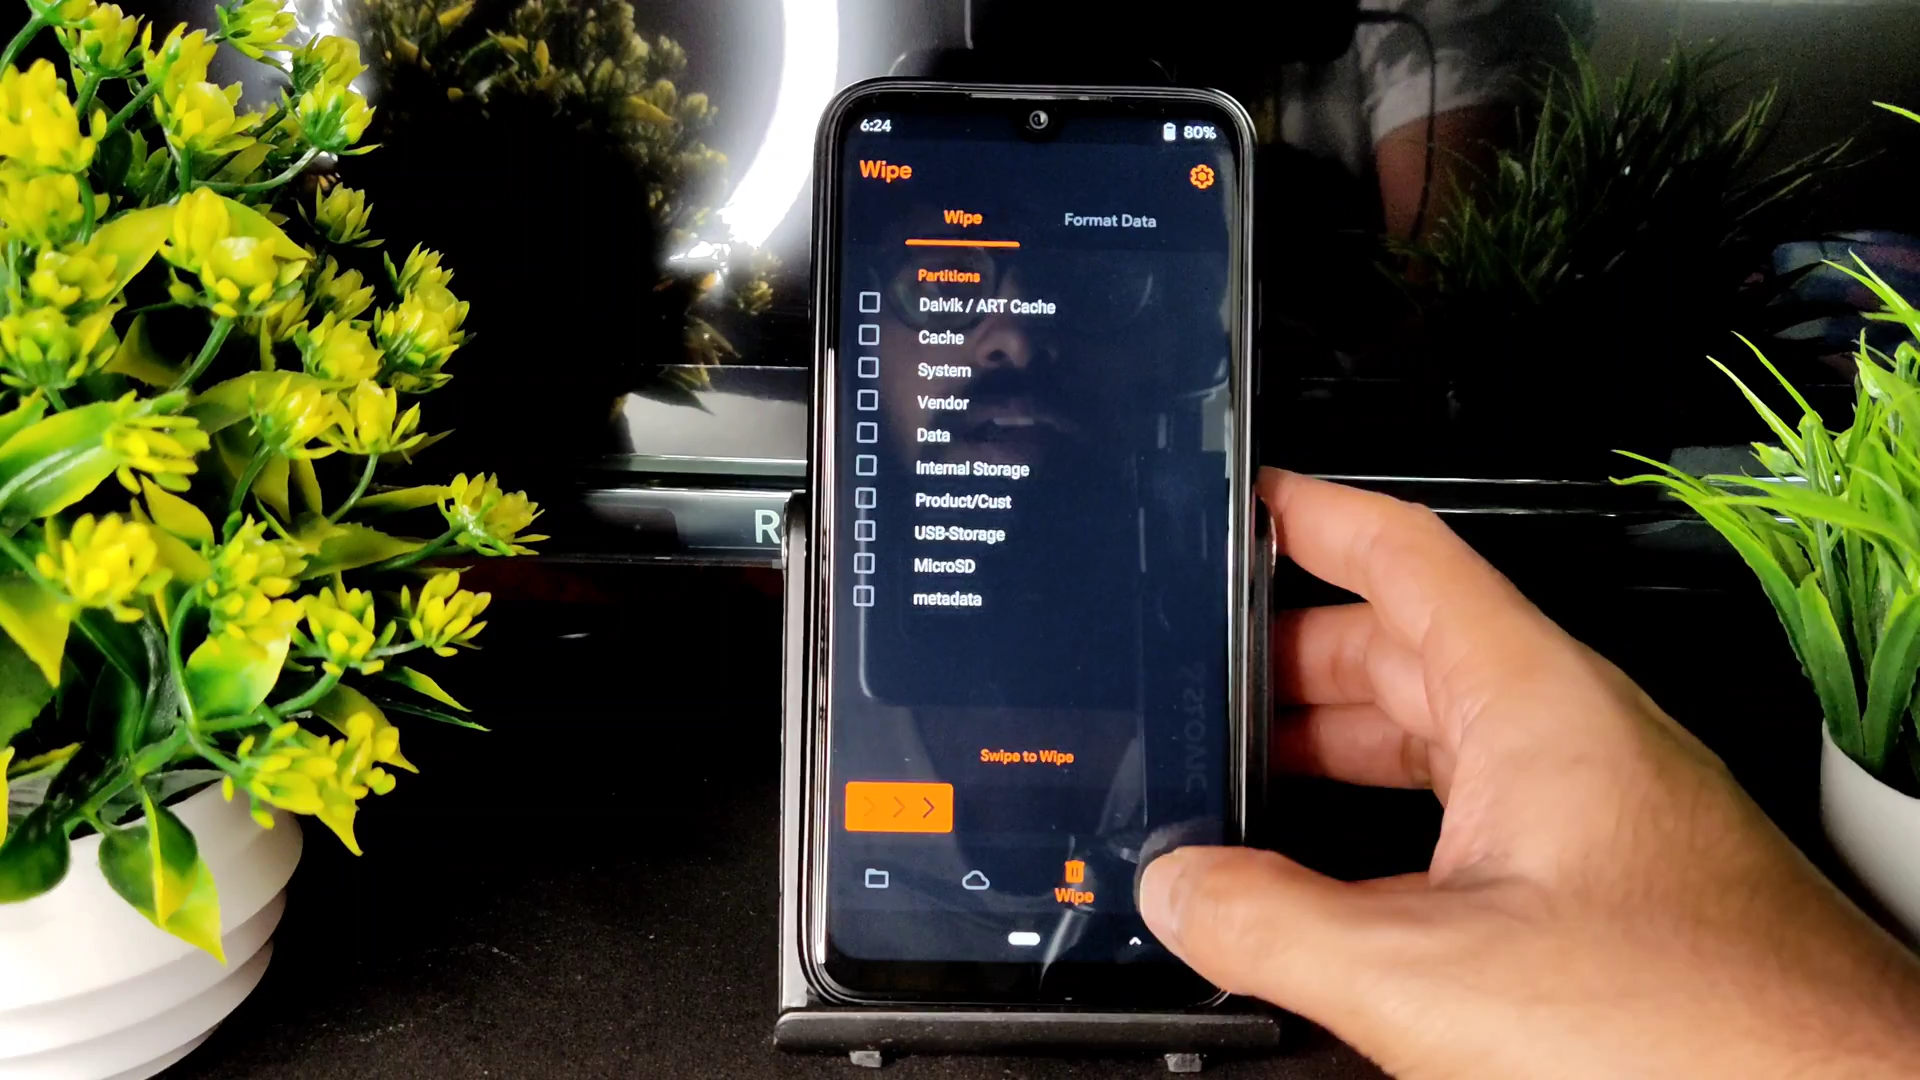 6:24
80%
Wipe
Wipe
Format Data
Partitions
Dalvik / ART Cache
Cache
System
Vendor
Data
Internal Storage
Product/Cust
USB-Storage
MicroSD
metadata
Swipe to Wipe
Wipe
R